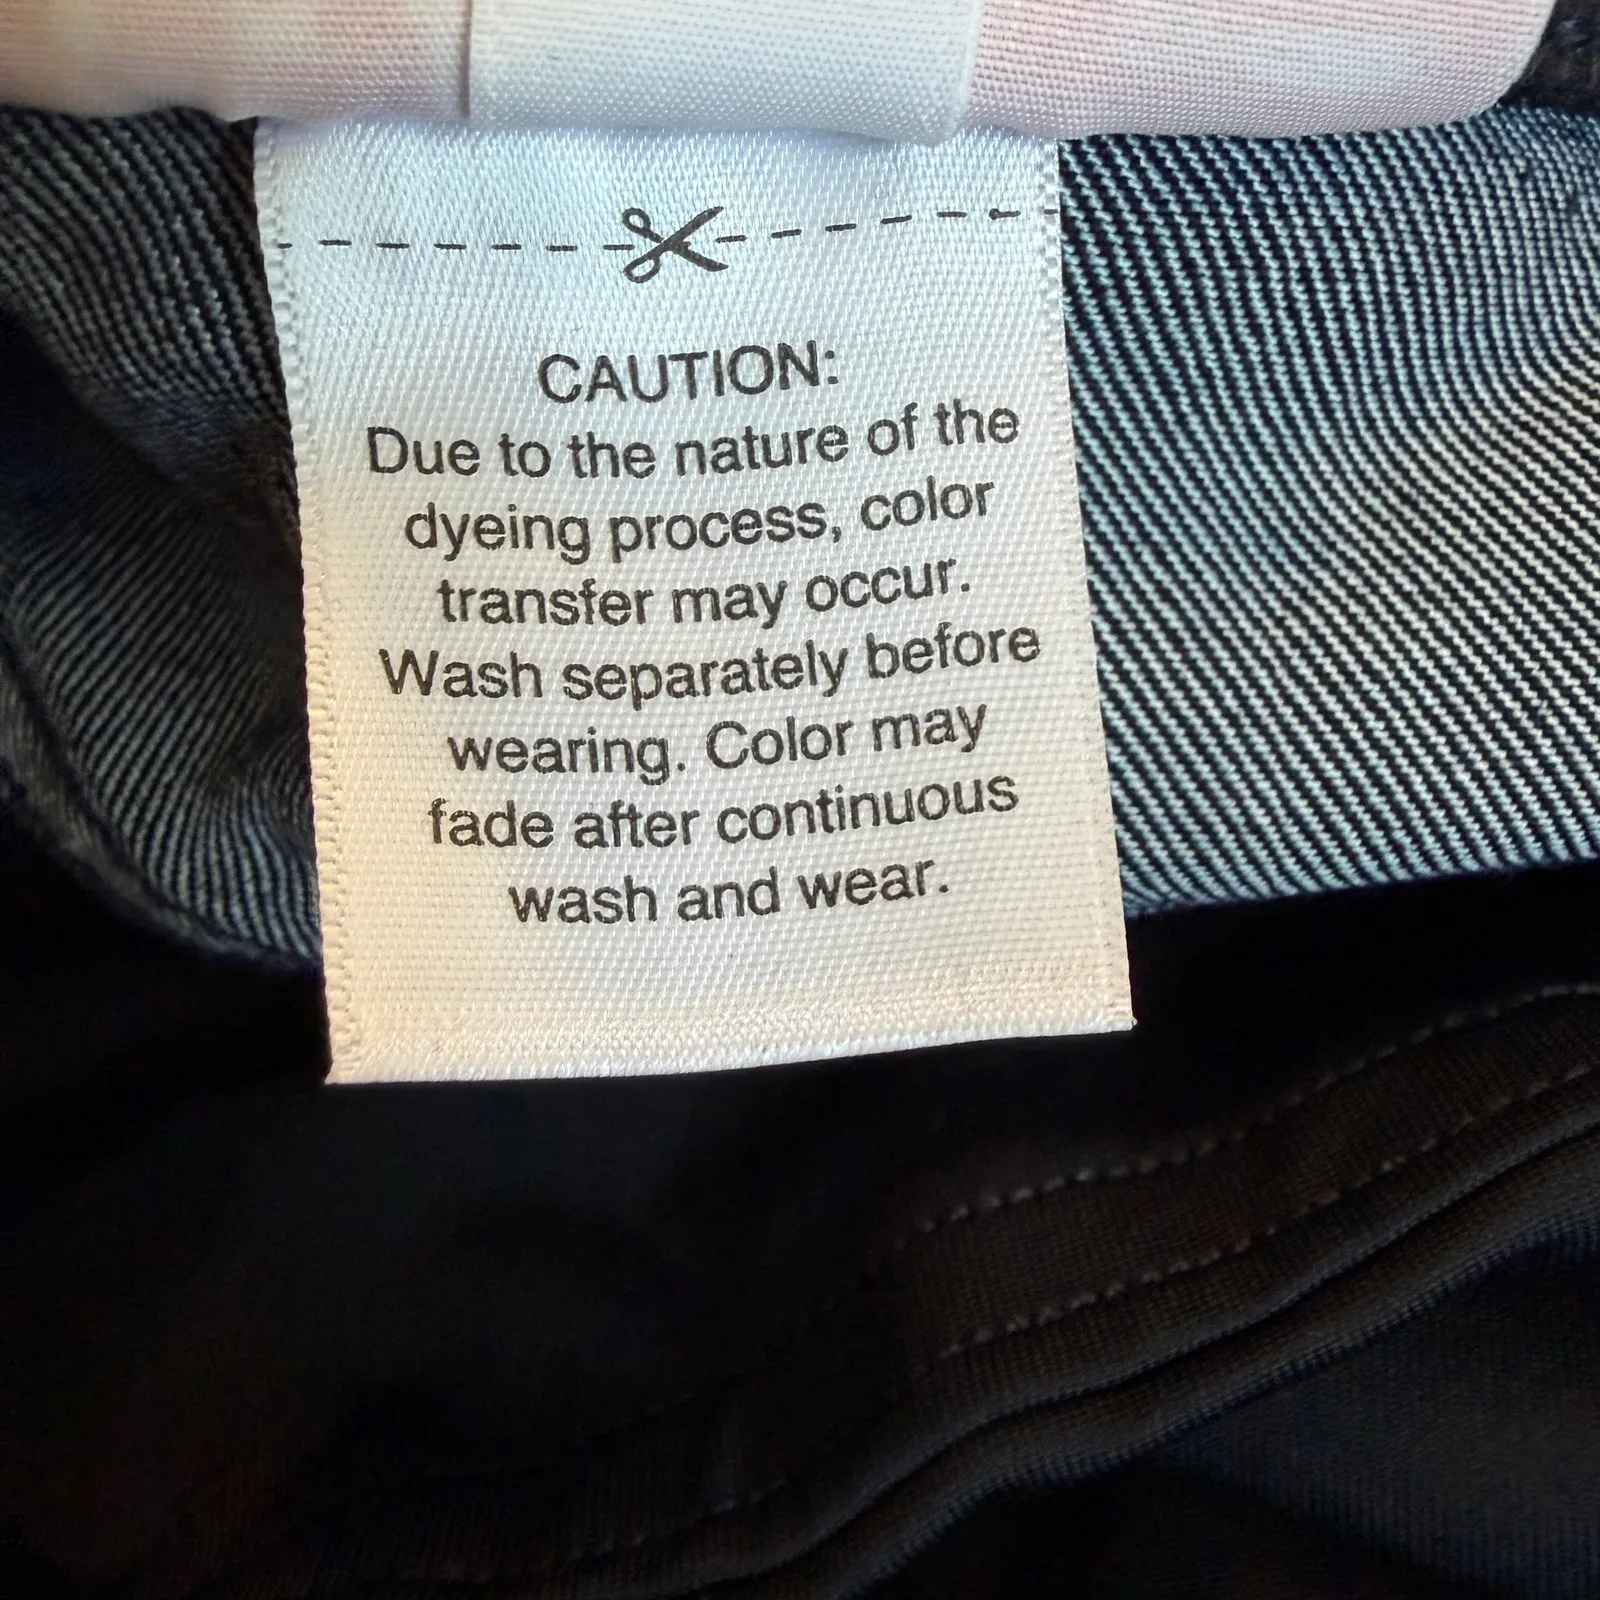 CAUTION:
Due to the nature of the
dyeing process, color
transfer may occur.
Wash separately before
wearing. Color may
fade after continuous
wash and wear.